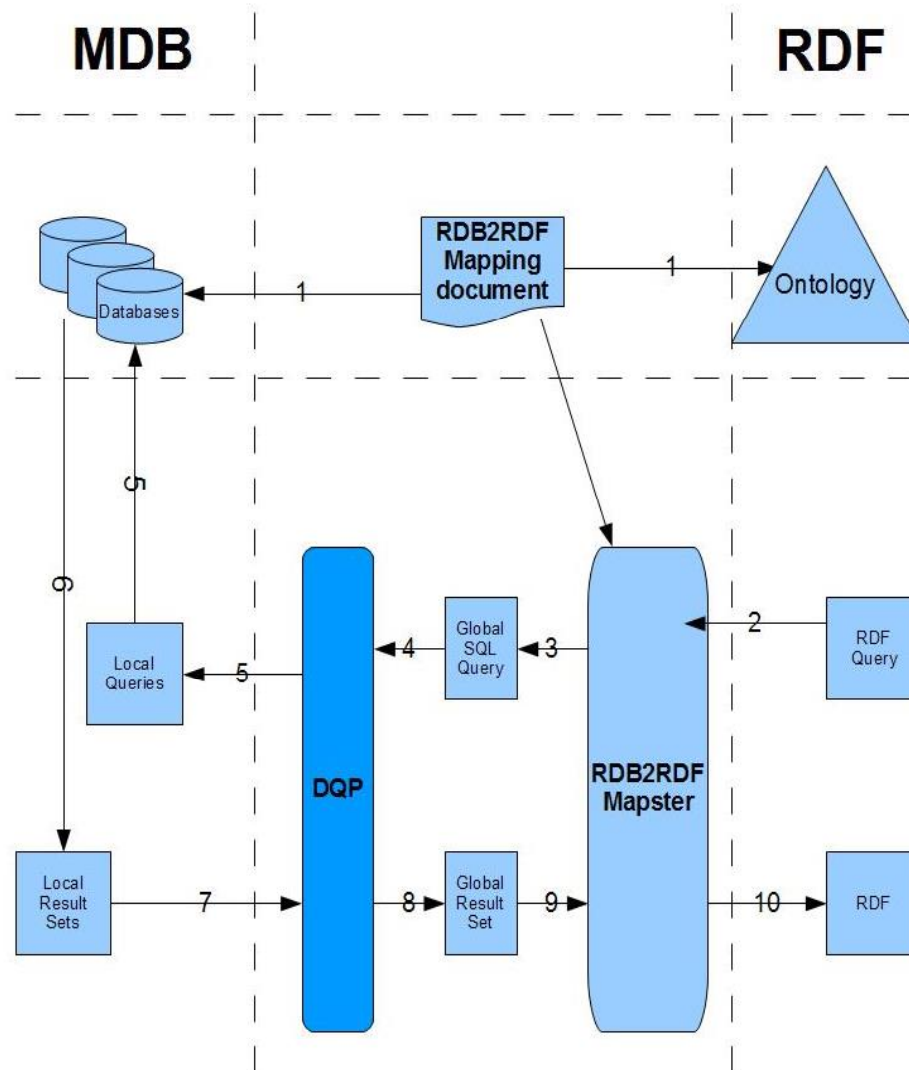 MDB
RDF
RDB2RDF
Mapping
document
1
1
Ontology
Databases
5
6
Local
Queries
5
4
Global
SQL
Query
3
2
RDF
Query
DQP
RDB2RDF
Mapster
Local
Result
Sets
7
8
Global
Result
Set
9
10
RDF